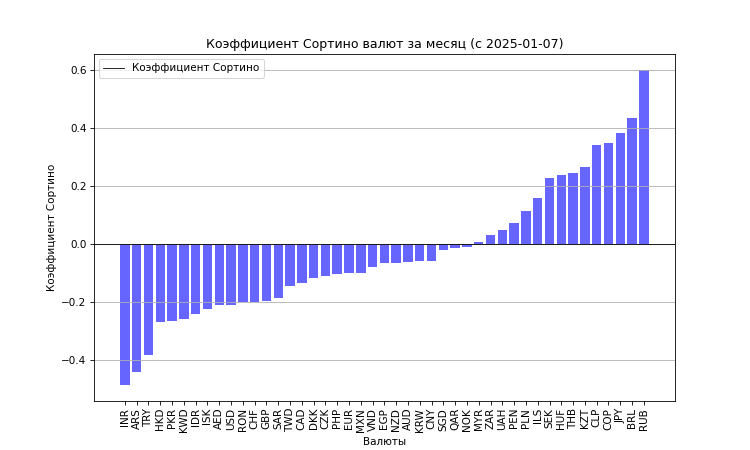 Коэффициент Сортино валют за месяц (с 2025-01-07)
Коэффициент Сортино
Коэффициент Сортино
0.6
0.4
0.2
0.0
−0.2
−0.4
INR ARS TRY HKD PKR KWD IDR ISK AED USD RON CHF GBP SAR TWD CAD DKK CZK PHP EUR MXN VND EGP NZD AUD KRW CNY SGD QAR NOK MYR ZAR UAH PEN PLN ILS SEK HUF THB KZT CLP COP JPY BRL RUB
Валюты